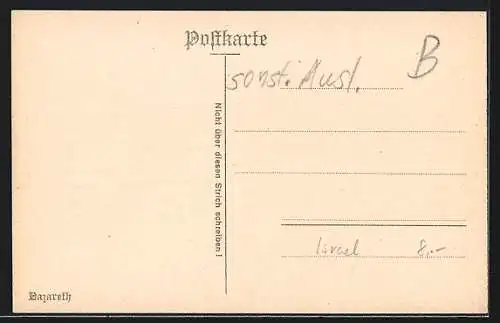 Postkarte
sonst. Ausl.
B
Nicht über diesen Strich schreiben!
Israel 8,-
Nazareth